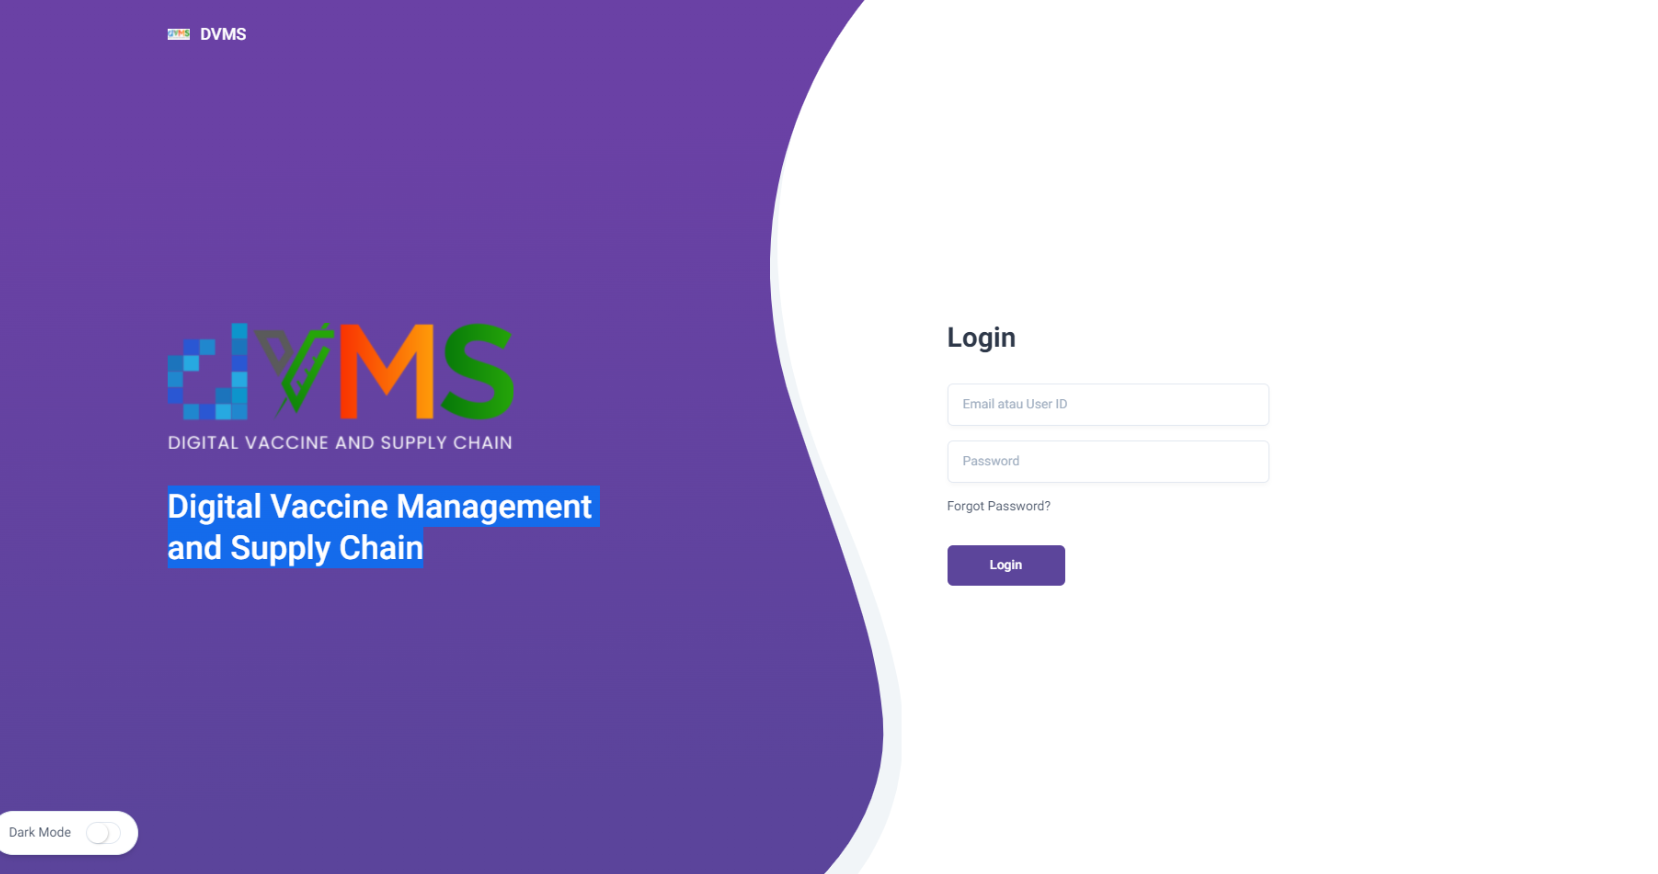 DVMS
dVMS
DIGITAL VACCINE AND SUPPLY CHAIN
Digital Vaccine Management
and Supply Chain
Login
Email atau User ID
Password
Forgot Password?
Login
Dark Mode